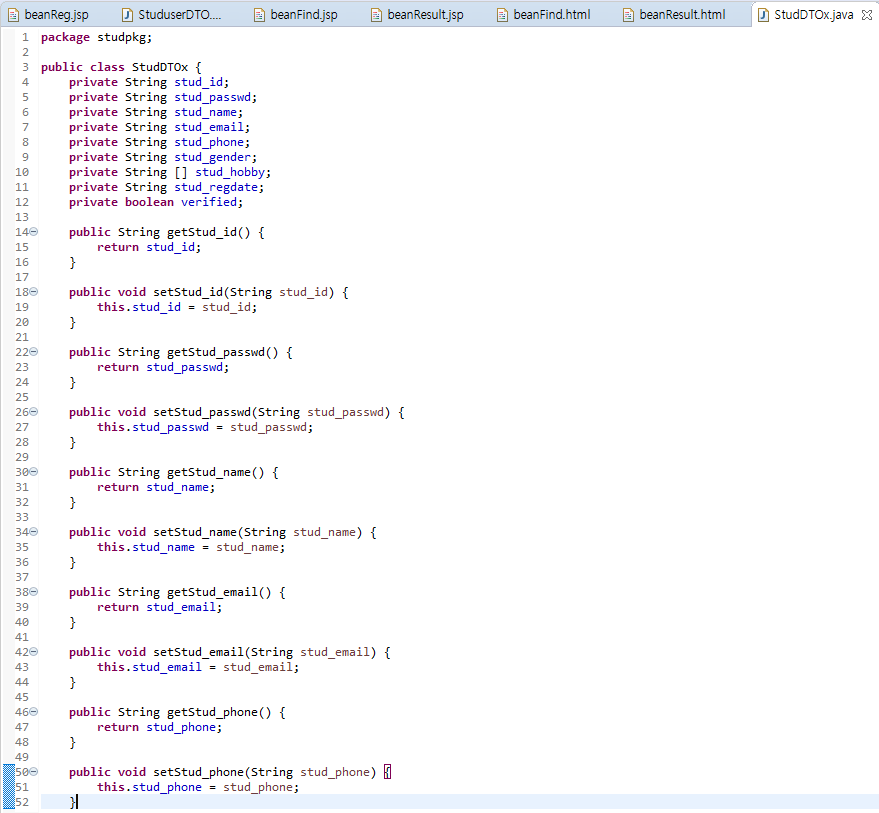 beanReg.jsp StuduserDTO.... beanFind.jsp beanResult.jsp beanFind.html beanResult.html StudDTOx.java
1 package studpkg;
2
3 public class StudDTOx {
4     private String stud_id;
5     private String stud_passwd;
6     private String stud_name;
7     private String stud_email;
8     private String stud_phone;
9     private String stud_gender;
10     private String [] stud_hobby;
11     private String stud_regdate;
12     private boolean verified;
13
14     public String getStud_id() {
15         return stud_id;
16     }
17
18     public void setStud_id(String stud_id) {
19         this.stud_id = stud_id;
20     }
21
22     public String getStud_passwd() {
23         return stud_passwd;
24     }
25
26     public void setStud_passwd(String stud_passwd) {
27         this.stud_passwd = stud_passwd;
28     }
29
30     public String getStud_name() {
31         return stud_name;
32     }
33
34     public void setStud_name(String stud_name) {
35         this.stud_name = stud_name;
36     }
37
38     public String getStud_email() {
39         return stud_email;
40     }
41
42     public void setStud_email(String stud_email) {
43         this.stud_email = stud_email;
44     }
45
46     public String getStud_phone() {
47         return stud_phone;
48     }
49
50     public void setStud_phone(String stud_phone) {
51         this.stud_phone = stud_phone;
52     }